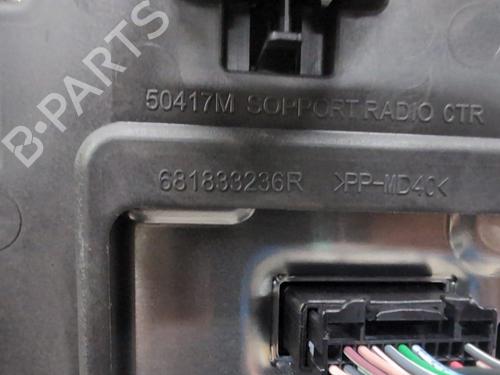 B-PARTS
50417M SOPPORT RADIO CTR
681833236R >PP-MD40<